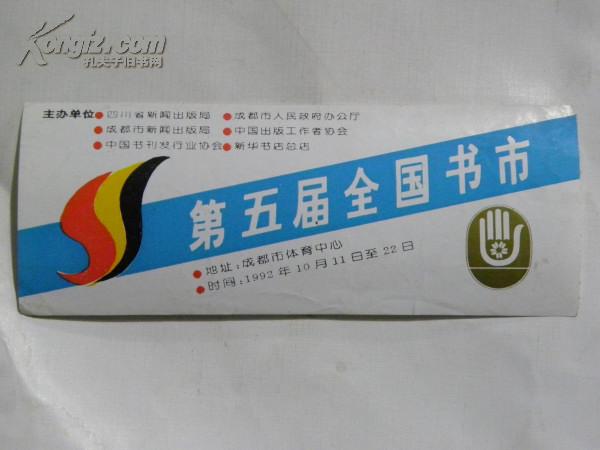 Kongfz.com
孔夫子旧书网
主办单位●四川省新闻出版局 ●成都市人民政府办公厅
●成都市新闻出版局 ●中国出版工作者协会
●中国书刊发行业协会●新华书店总店
第五届全国书市
●地址:成都市体育中心
●时间:1992年10月11日至22日